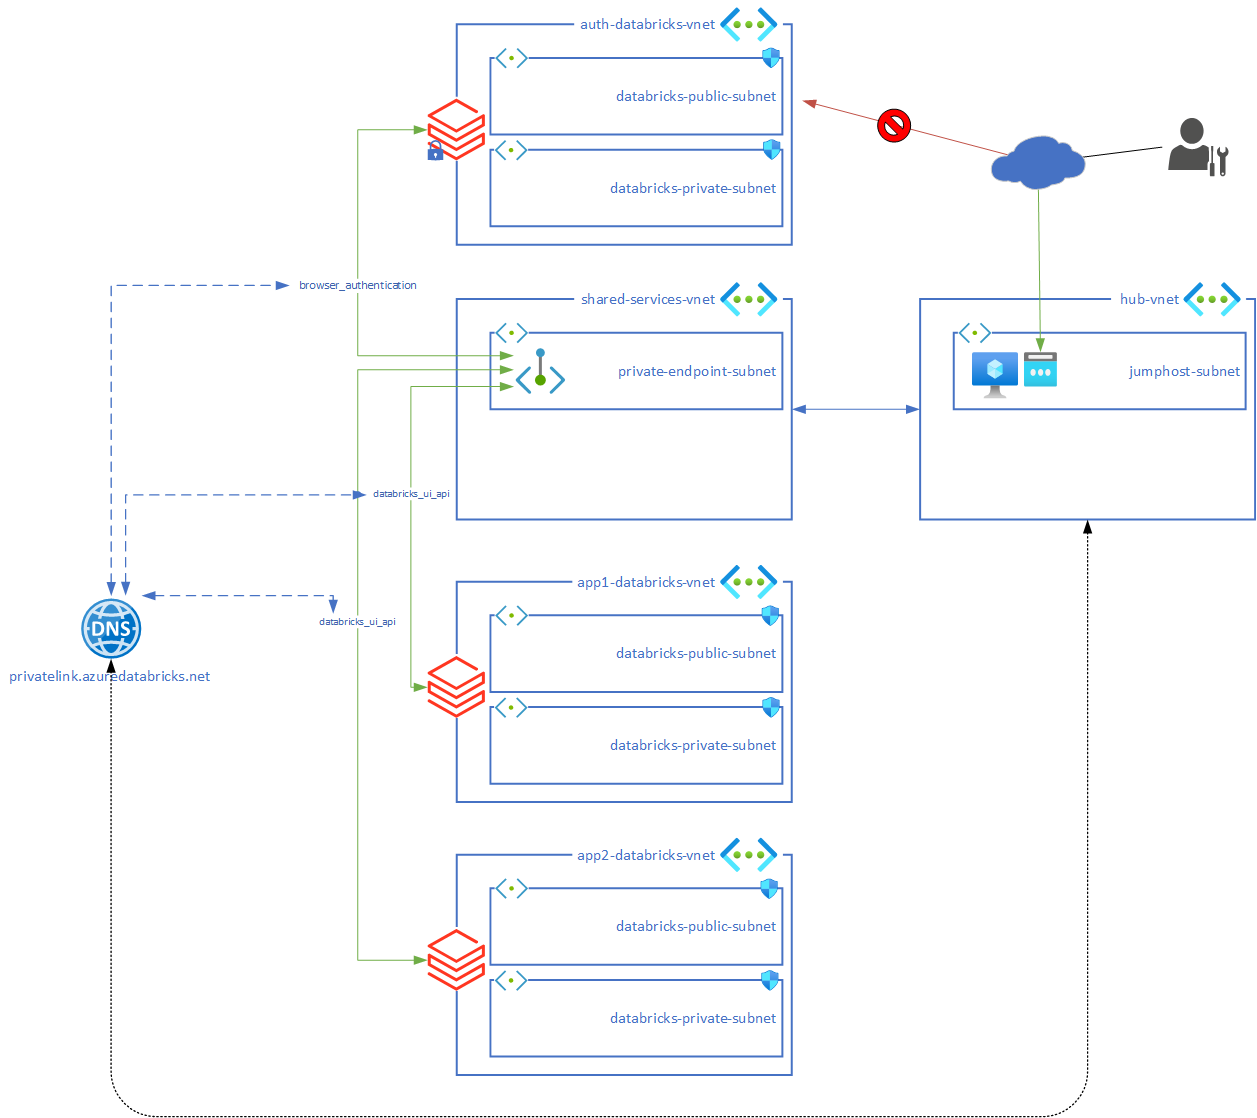 auth-databricks-vnet
databricks-public-subnet
databricks-private-subnet
browser_authentication
shared-services-vnet
hub-vnet
private-endpoint-subnet
jumphost-subnet
databricks_ui_api
app1-databricks-vnet
databricks_ui_api
DNS
privatelink.azuredatabricks.net
databricks-public-subnet
databricks-private-subnet
app2-databricks-vnet
databricks-public-subnet
databricks-private-subnet